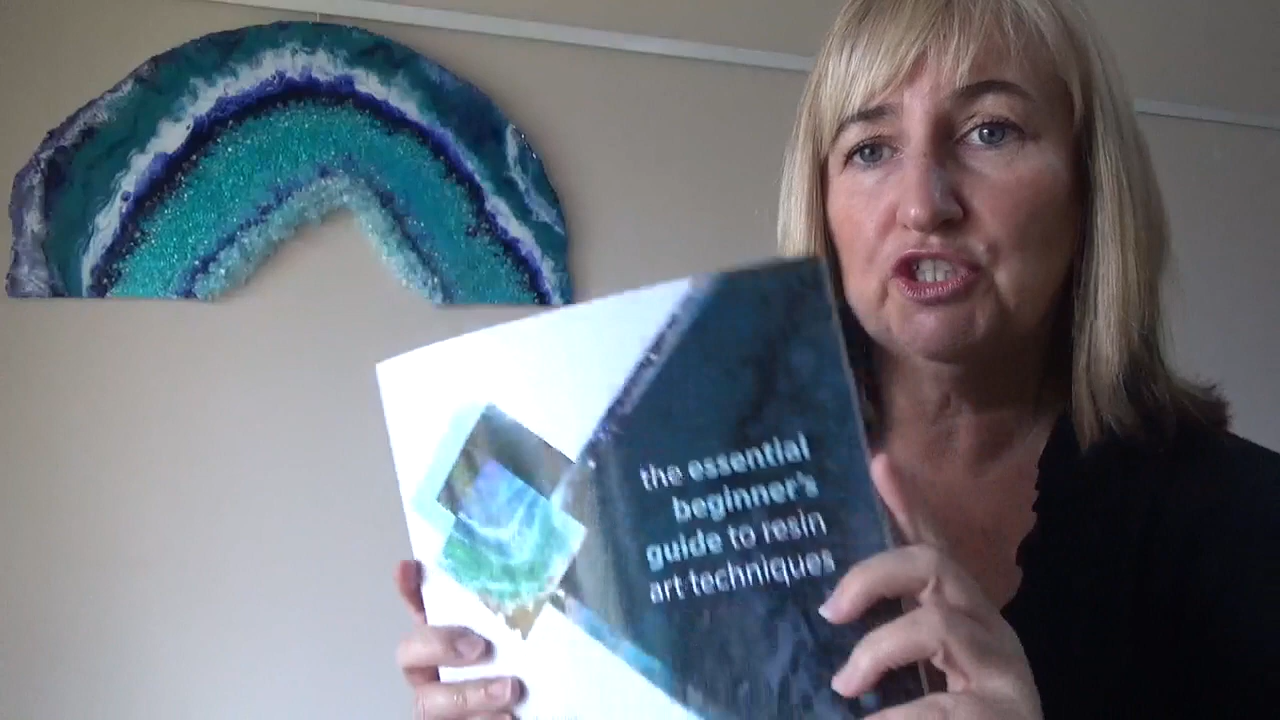 the essential
beginner's
guide to resin
art techniques